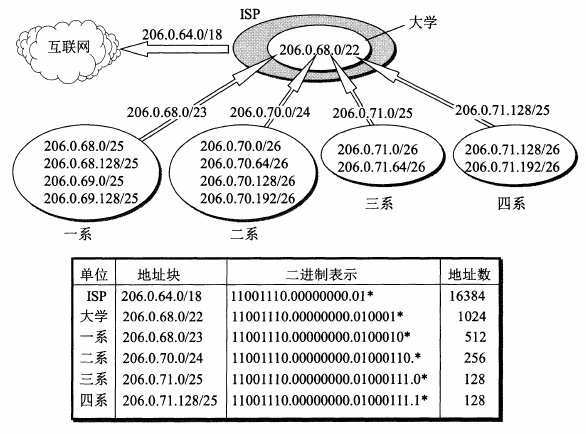 ISP
大学
206.0.64.0/18
互联网
206.0.68.0/22
206.0.68.0/23
206.0.70.0/24
206.0.71.0/25
206.0.71.128/25
206.0.68.0/25
206.0.68.128/25
206.0.69.0/25
206.0.69.128/25
一系
206.0.70.0/26
206.0.70.64/26
206.0.70.128/26
206.0.70.192/26
二系
206.0.71.0/26
206.0.71.64/26
三系
206.0.71.128/26
206.0.71.192/26
四系
单位 地址块 二进制表示 地址数
ISP 206.0.64.0/18 11001110.00000000.01* 16384
大学 206.0.68.0/22 11001110.00000000.010001* 1024
一系 206.0.68.0/23 11001110.00000000.0100010* 512
二系 206.0.70.0/24 11001110.00000000.01000110.* 256
三系 206.0.71.0/25 11001110.00000000.01000111.0* 128
四系 206.0.71.128/25 11001110.00000000.01000111.1* 128